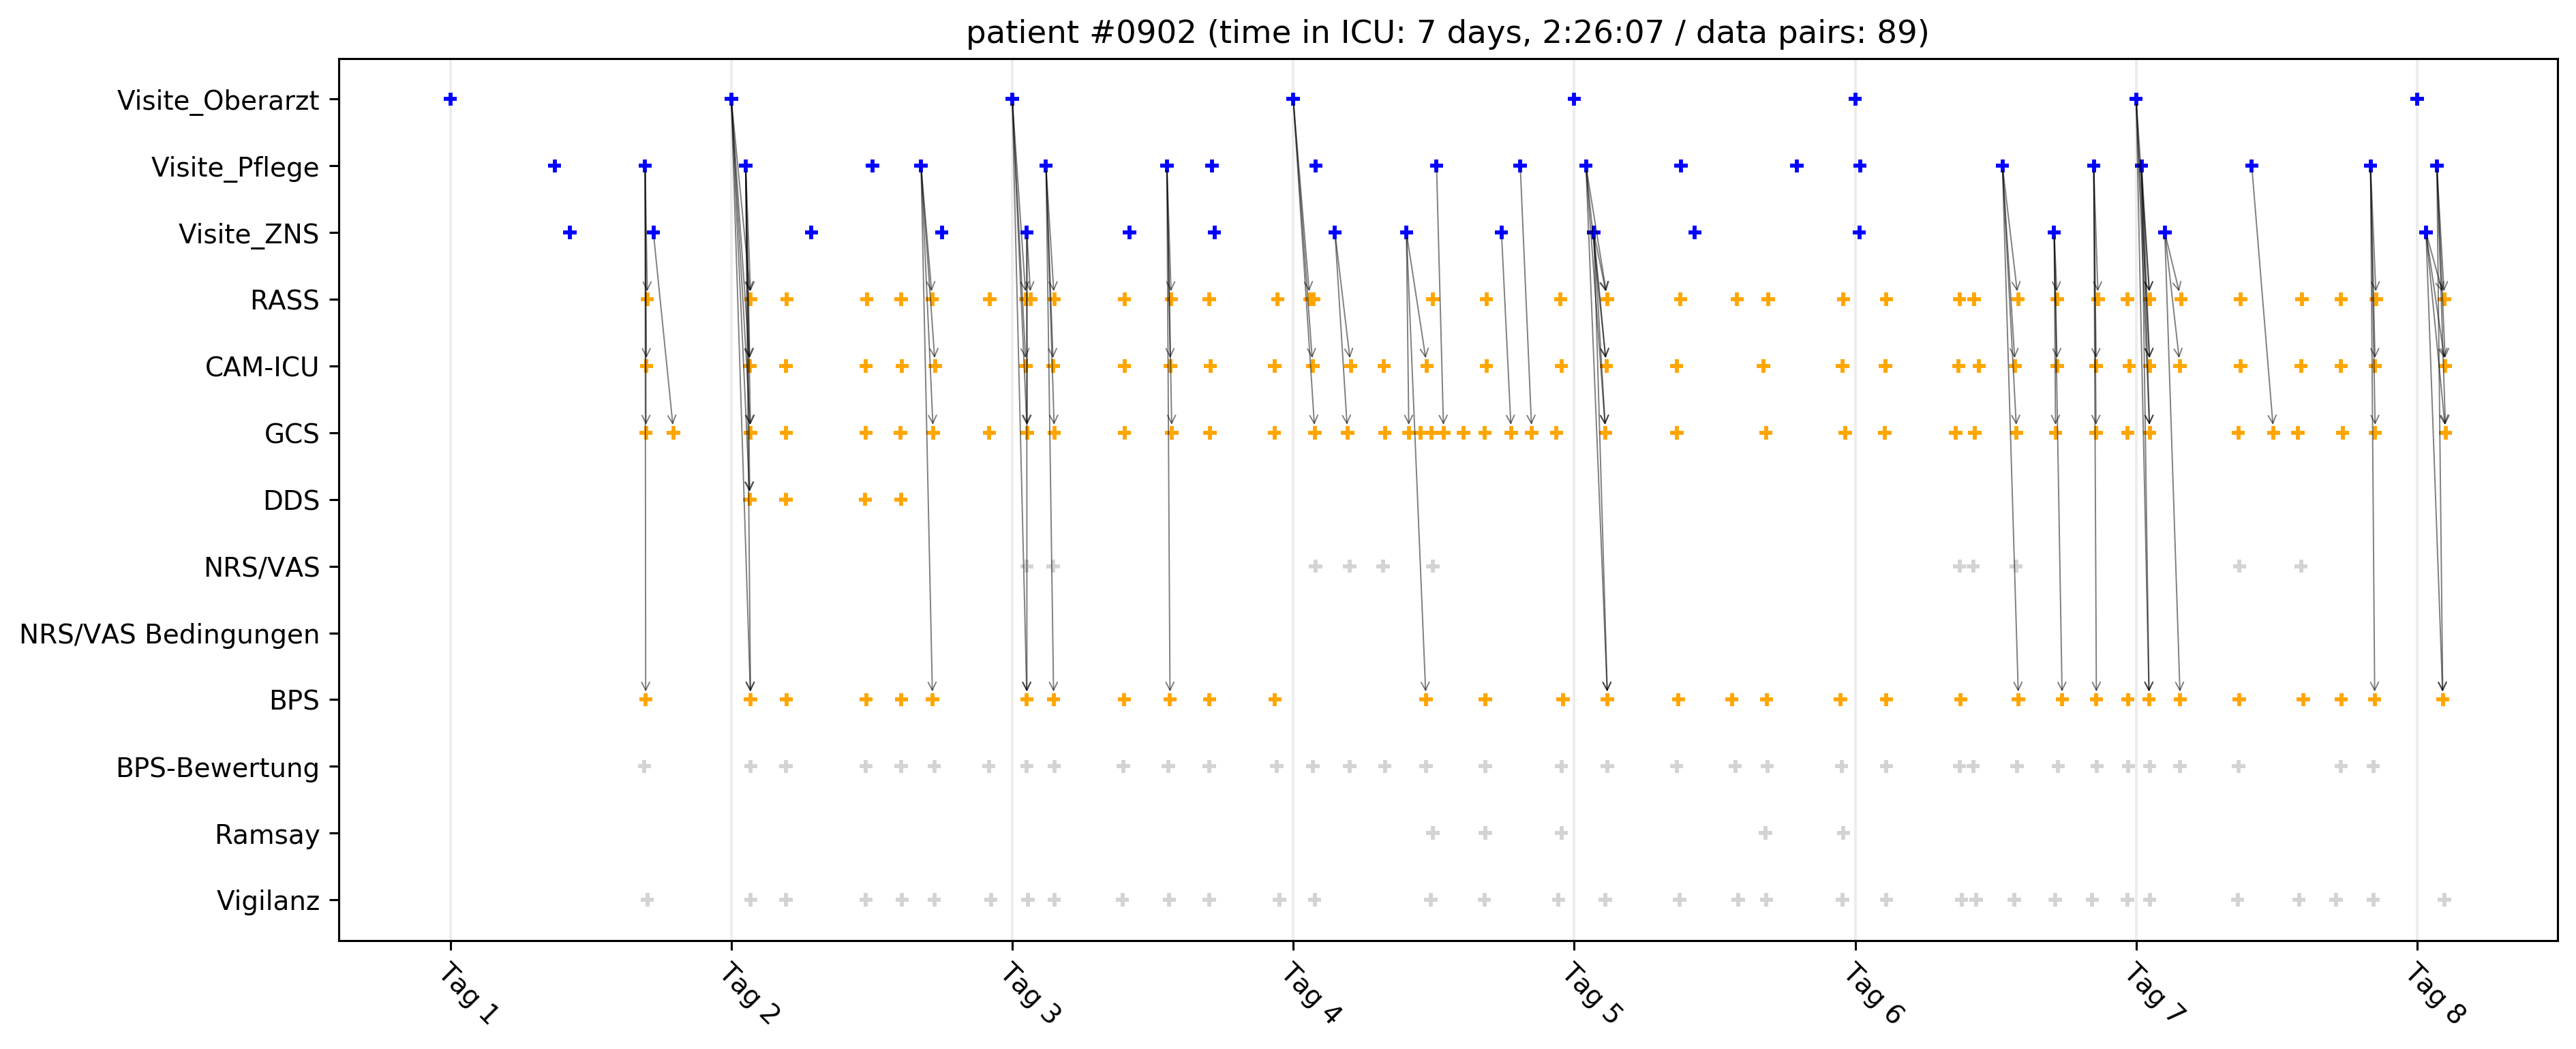 patient #0902 (time in ICU: 7 days, 2:26:07 / data pairs: 89)
Visite_Oberarzt
Visite_Pflege
Visite_ZNS
RASS
CAM-ICU
GCS
DDS
NRS/VAS
NRS/VAS Bedingungen
BPS
BPS-Bewertung
Ramsay
Vigilanz
Tag 1
Tag 2
Tag 3
Tag 4
Tag 5
Tag 6
Tag 7
Tag 8